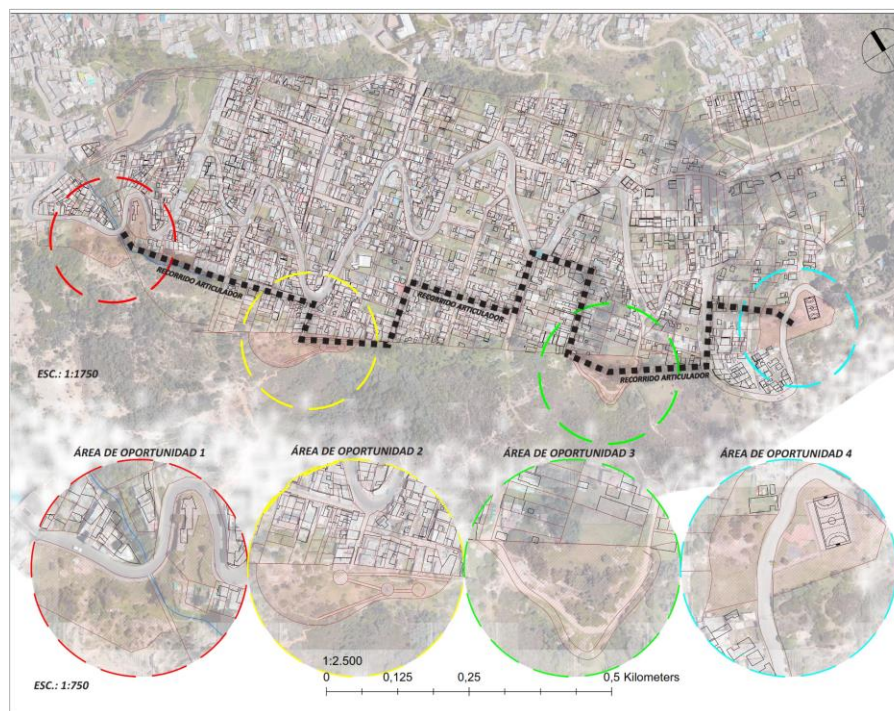 RECORRIDO ARTICULADOR
RECORRIDO ARTICULADOR
RECORRIDO ARTICULADOR
ESC.: 1:1750
ÁREA DE OPORTUNIDAD 1
ÁREA DE OPORTUNIDAD 2
ÁREA DE OPORTUNIDAD 3
ÁREA DE OPORTUNIDAD 4
1:2.500
0 0,125 0,25 0,5 Kilometers
ESC.: 1:750